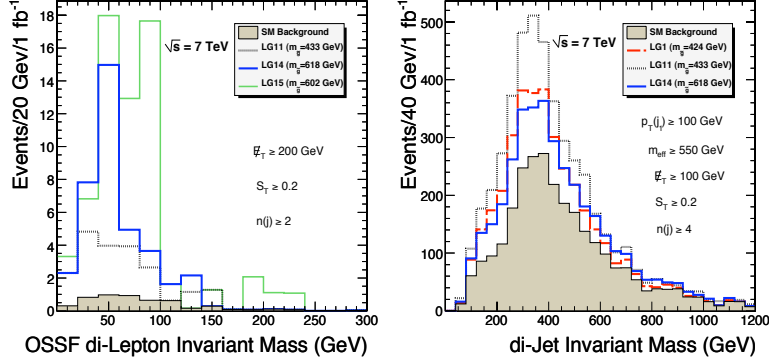 Events/20 GeV/1 fb⁻¹
18
16
14
12
10
8
6
4
2
0
50 100 150 200 250 300
OSSF di-Lepton Invariant Mass (GeV)
SM Background
LG11 (m_g̃=433 GeV)
LG14 (m_g̃=618 GeV)
LG15 (m_g̃=602 GeV)
√s = 7 TeV
E̸_T ≥ 200 GeV
S_T ≥ 0.2
n(j) ≥ 2
Events/40 GeV/1 fb⁻¹
500
400
300
200
100
0
200 400 600 800 1000 1200
di-Jet Invariant Mass (GeV)
SM Background
LG1 (m_g̃=424 GeV)
LG11 (m_g̃=433 GeV)
LG14 (m_g̃=618 GeV)
√s = 7 TeV
m_eff ≥ 550 GeV
E̸_T ≥ 100 GeV
S_T ≥ 0.2
n(j) ≥ 4